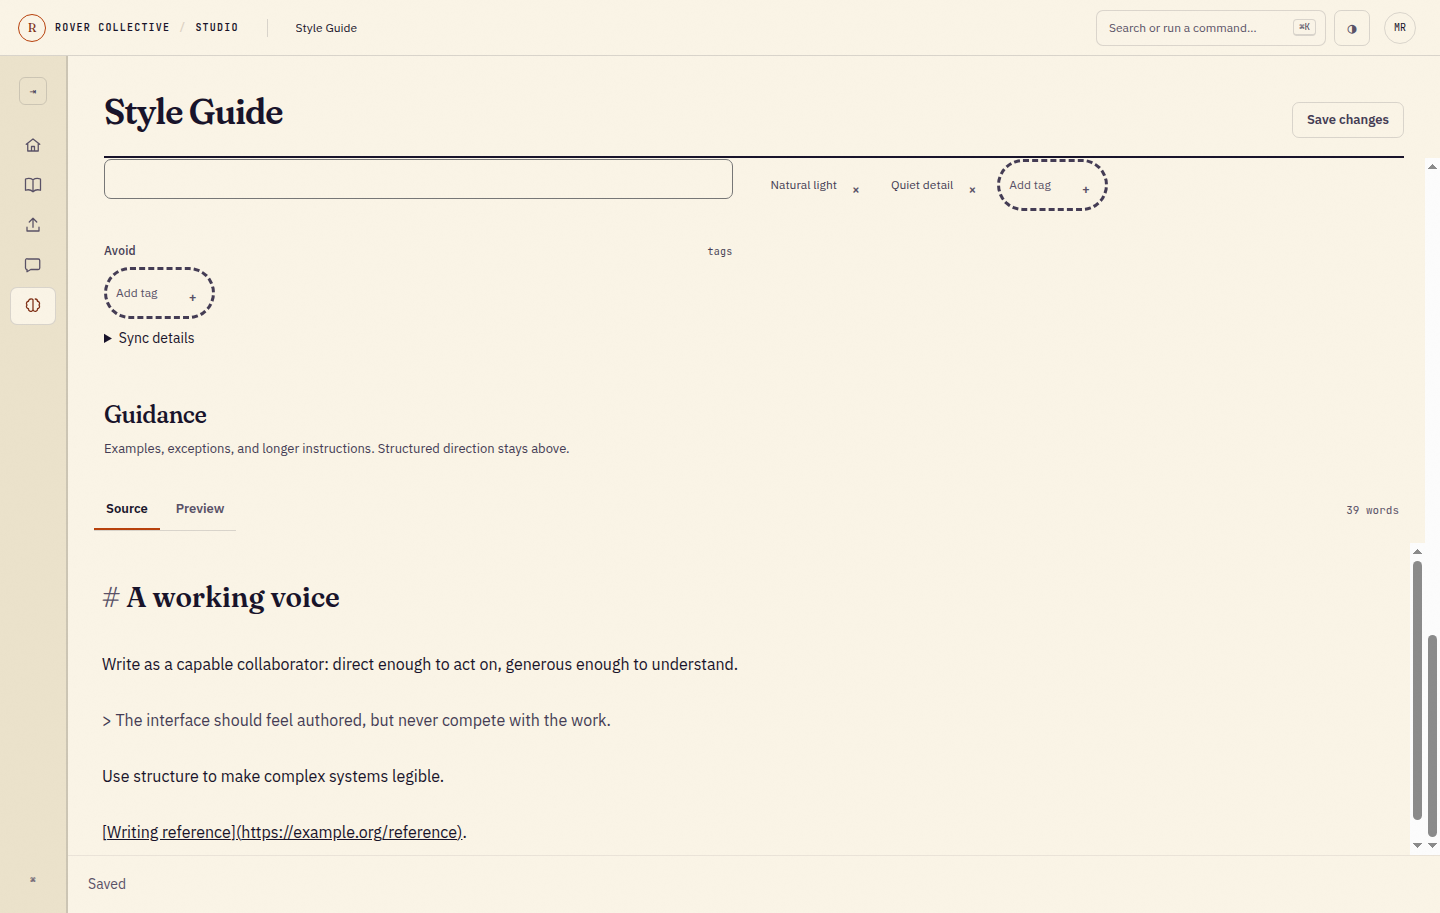 R ROVER COLLECTIVE / STUDIO Style Guide Search or run a command... ⌘K MR
Style Guide
Save changes
Natural light × Quiet detail × Add tag +
Avoid tags
Add tag +
▶ Sync details
Guidance
Examples, exceptions, and longer instructions. Structured direction stays above.
Source Preview 39 words
# A working voice
Write as a capable collaborator: direct enough to act on, generous enough to understand.
> The interface should feel authored, but never compete with the work.
Use structure to make complex systems legible.
[Writing reference](https://example.org/reference).
⌘ Saved